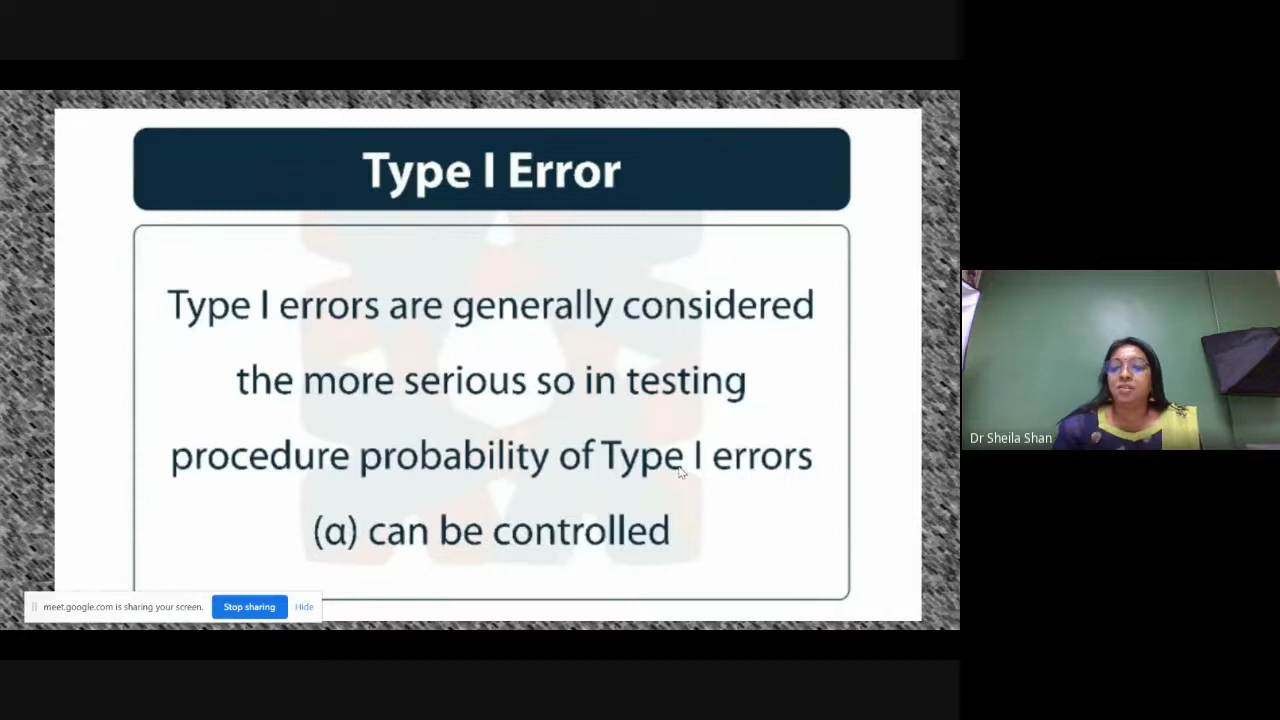 Type I Error
Type I errors are generally considered
the more serious so in testing
procedure probability of Type I errors
(α) can be controlled
meet.google.com is sharing your screen.
Stop sharing
Hide
Dr Sheila Shan